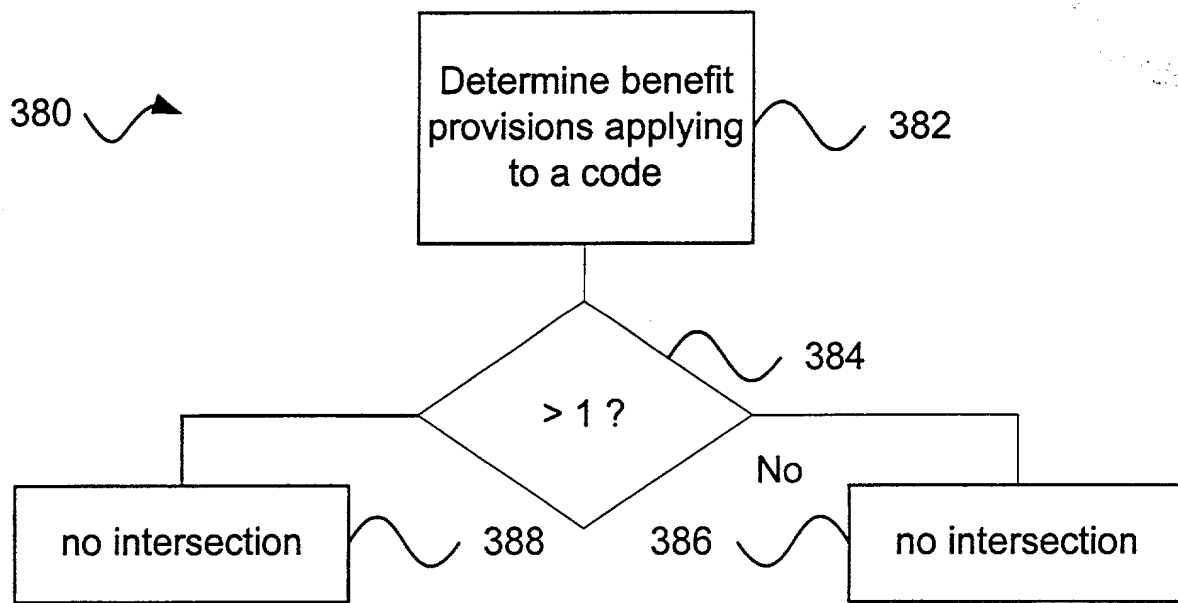 Determine benefit
provisions applying
to a code
380
382
384
> 1 ?
No
no intersection
388
386
no intersection